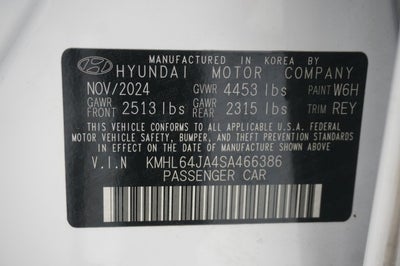 MANUFACTURED IN KOREA BY
HYUNDAI MOTOR COMPANY
NOV/2024 GVWR 4453 lbs PAINT W6H
GAWR FRONT 2513 lbs GAWR REAR 2315 lbs TRIM REY
THIS VEHICLE CONFORMS TO ALL APPLICABLE U.S.A. FEDERAL
MOTOR VEHICLE SAFETY, BUMPER, AND THEFT PREVENTION STANDARDS
IN EFFECT ON THE DATE OF MANUFACTURE SHOWN ABOVE.
V.I.N KMHL64JA4SA466386
PASSENGER CAR